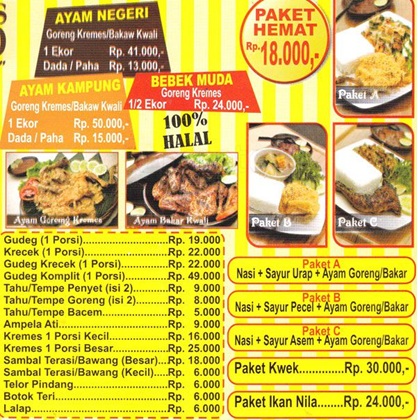 AYAM NEGERI
Goreng Kremes/Bakaw Kwali
1 Ekor Rp. 41.000,-
Dada / Paha Rp. 13.000,-
AYAM KAMPUNG
Goreng Kremes/Bakaw Kwali
1 Ekor Rp. 50.000,-
Dada / Paha Rp. 15.000,-
BEBEK MUDA
Goreng Kremes
1/2 Ekor Rp. 24.000,-
100%
HALAL
PAKET
HEMAT
Rp.18.000,-
Paket A
Ayam Goreng Kremes
Ayam Bakar Kwali
Paket B
Paket C
Gudeg (1 Porsi)....Rp. 19.000
Krecek (1 Porsi)....Rp. 22.000
Gudeg Krecek (1 Porsi)....Rp. 22.000
Gudeg Komplit (1 Porsi)....Rp. 49.000
Tahu/Tempe Penyet (isi 2)....Rp. 9.000
Tahu/Tempe Goreng (isi 2)....Rp. 8.000
Tahu/Tempe Bacem....Rp. 5.000
Ampela Ati....Rp. 9.000
Kremes 1 Porsi Kecil....Rp. 16.000
Kremes 1 Porsi Besar....Rp. 25.000
Sambal Terasi/Bawang (Besar)....Rp. 18.000
Sambal Terasi/Bawang (Kecil)....Rp. 6.000
Telor Pindang....Rp. 6.000
Botok Teri....Rp. 6.000
Lalap....Rp. 6.000
Paket A
Nasi + Sayur Urap + Ayam Goreng/Bakar
Paket B
Nasi + Sayur Pecel + Ayam Goreng/Bakar
Paket C
Nasi + Sayur Asem + Ayam Goreng/Bakar
Paket Kwek....Rp. 30.000,-
Paket Ikan Nila....Rp. 24.000,-